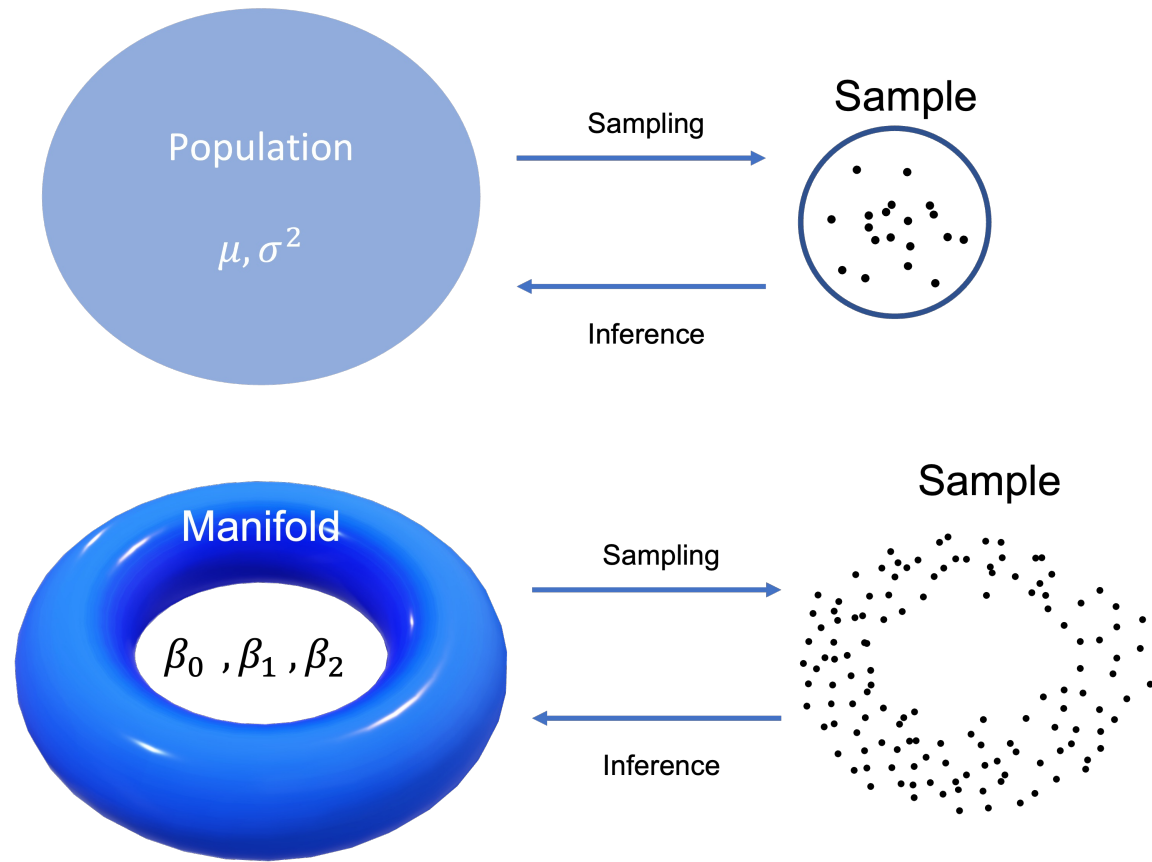 Population
μ, σ²
Sampling
Sample
Inference
Manifold
β₀ , β₁ , β₂
Sampling
Sample
Inference